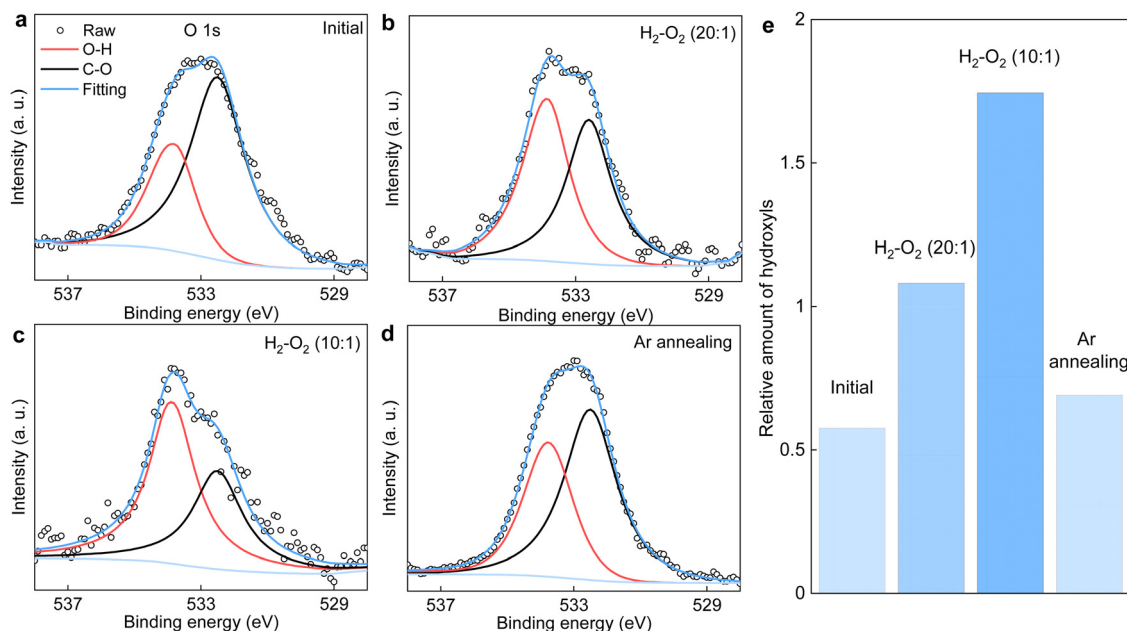 a
O 1s
Initial
Raw
O-H
C-O
Fitting
Intensity (a. u.)
537
533
529
Binding energy (eV)
b
H₂-O₂ (20:1)
Intensity (a. u.)
537
533
529
Binding energy (eV)
c
H₂-O₂ (10:1)
Intensity (a. u.)
537
533
529
Binding energy (eV)
d
Ar annealing
Intensity (a. u.)
537
533
529
Binding energy (eV)
e
Relative amount of hydroxyls
2
1.5
1
0.5
0
Initial
H₂-O₂ (20:1)
H₂-O₂ (10:1)
Ar
annealing